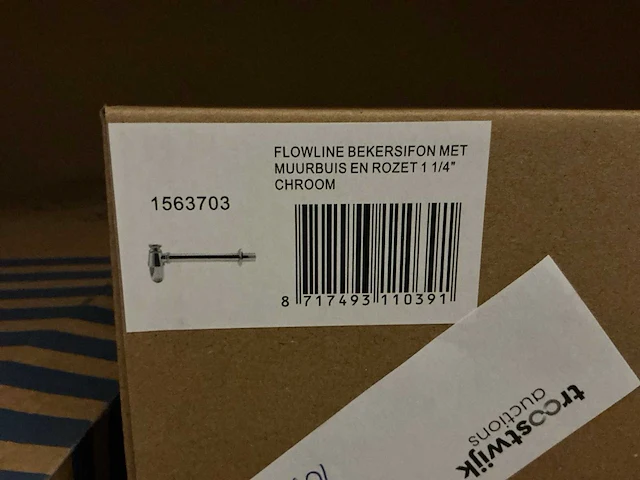 FLOWLINE BEKERSIFON MET
MUURBUIS EN ROZET 1 1/4"
CHROOM
1563703
8 717493 110391
troostwijk
auctions